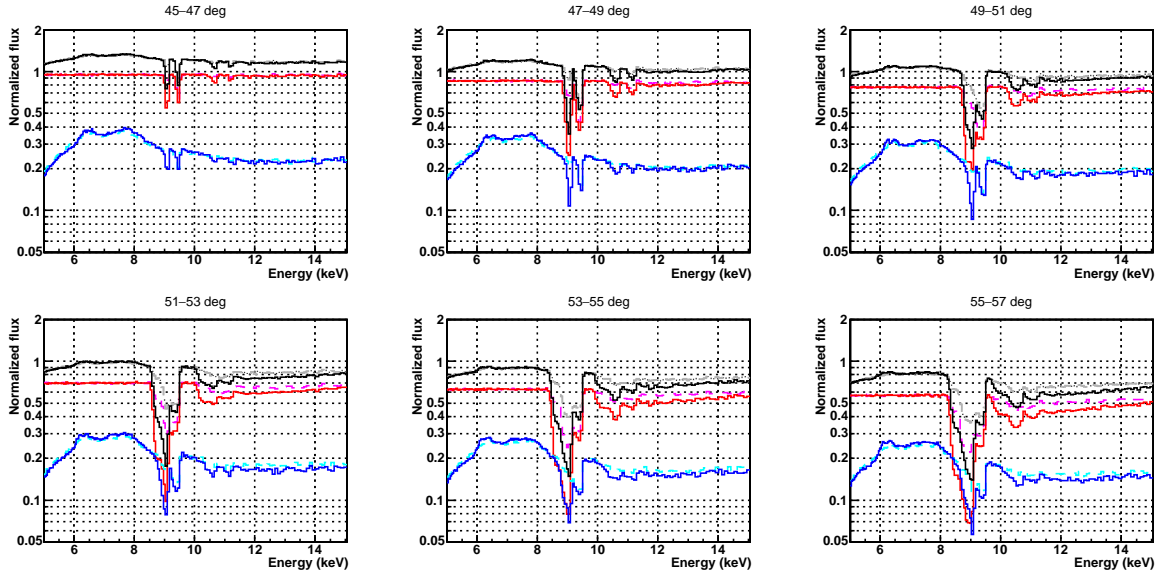 45–47 deg
Normalized flux
2
1
0.5
0.4
0.3
0.2
0.1
0.05
6 8 10 12 14
Energy (keV)
47–49 deg
Normalized flux
2
1
0.5
0.4
0.3
0.2
0.1
0.05
6 8 10 12 14
Energy (keV)
49–51 deg
Normalized flux
2
1
0.5
0.4
0.3
0.2
0.1
0.05
6 8 10 12 14
Energy (keV)
51–53 deg
Normalized flux
2
1
0.5
0.4
0.3
0.2
0.1
0.05
6 8 10 12 14
Energy (keV)
53–55 deg
Normalized flux
2
1
0.5
0.4
0.3
0.2
0.1
0.05
6 8 10 12 14
Energy (keV)
55–57 deg
Normalized flux
2
1
0.5
0.4
0.3
0.2
0.1
0.05
6 8 10 12 14
Energy (keV)